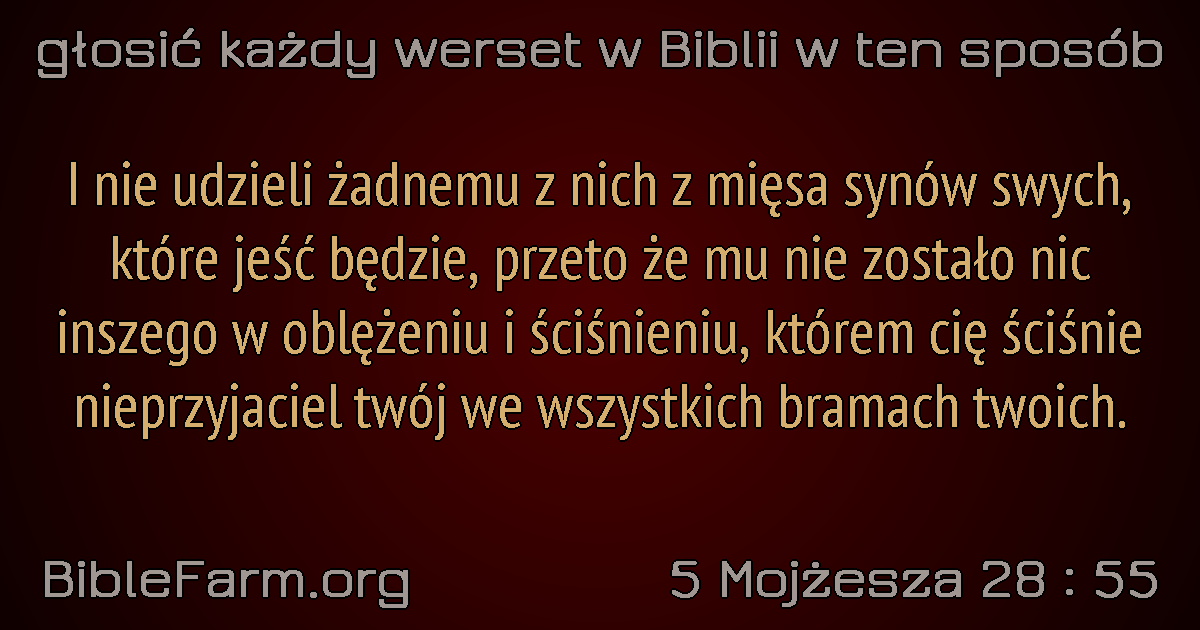 głosić każdy werset w Biblii w ten sposób
I nie udzieli żadnemu z nich z mięsa synów swych,
które jeść będzie, przeto że mu nie zostało nic
inszego w oblężeniu i ściśnieniu, którem cię ściśnie
nieprzyjaciel twój we wszystkich bramach twoich.
BibleFarm.org
5 Mojżesza 28 : 55